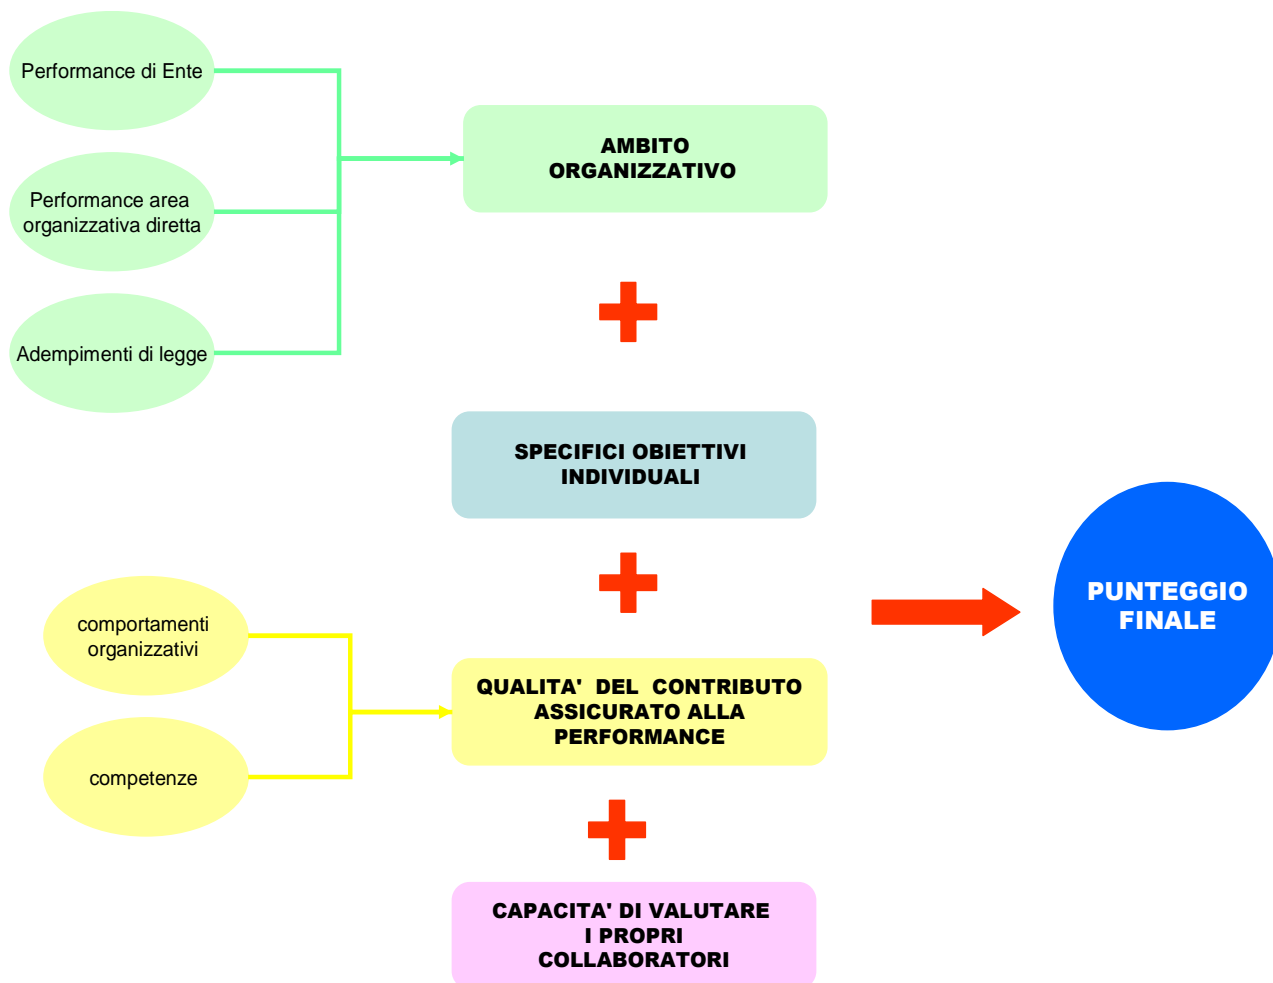 Performance di Ente
Performance area
organizzativa diretta
Adempimenti di legge
AMBITO
ORGANIZZATIVO
SPECIFICI OBIETTIVI
INDIVIDUALI
comportamenti
organizzativi
competenze
QUALITA' DEL CONTRIBUTO
ASSICURATO ALLA
PERFORMANCE
CAPACITA' DI VALUTARE
I PROPRI
COLLABORATORI
PUNTEGGIO
FINALE